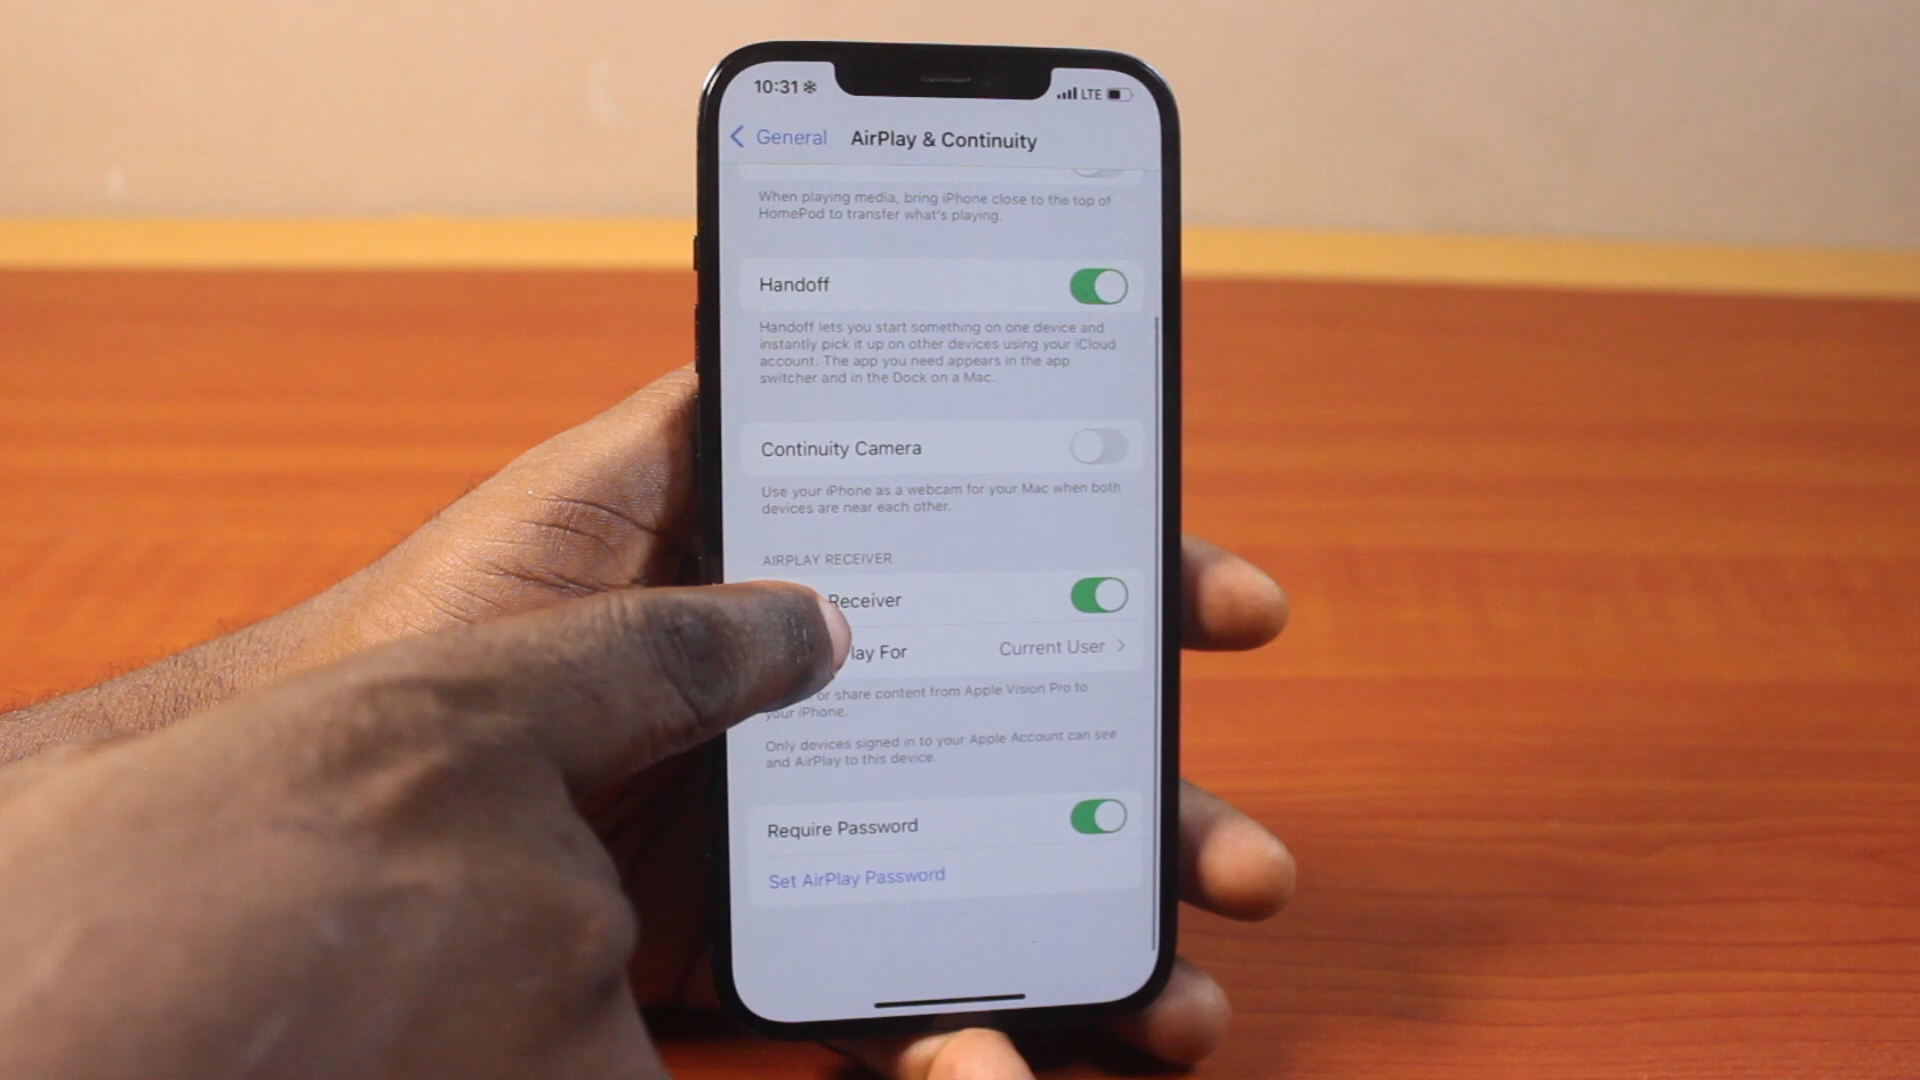 10:31
LTE
General
AirPlay & Continuity
When playing media, bring iPhone close to the top of
HomePod to transfer what's playing.
Handoff
Handoff lets you start something on one device and
instantly pick it up on other devices using your iCloud
account. The app you need appears in the app
switcher and in the Dock on a Mac.
Continuity Camera
Use your iPhone as a webcam for your Mac when both
devices are near each other.
AIRPLAY RECEIVER
Receiver
lay For
Current User
or share content from Apple Vision Pro to
your iPhone.
Only devices signed in to your Apple Account can see
and AirPlay to this device.
Require Password
Set AirPlay Password